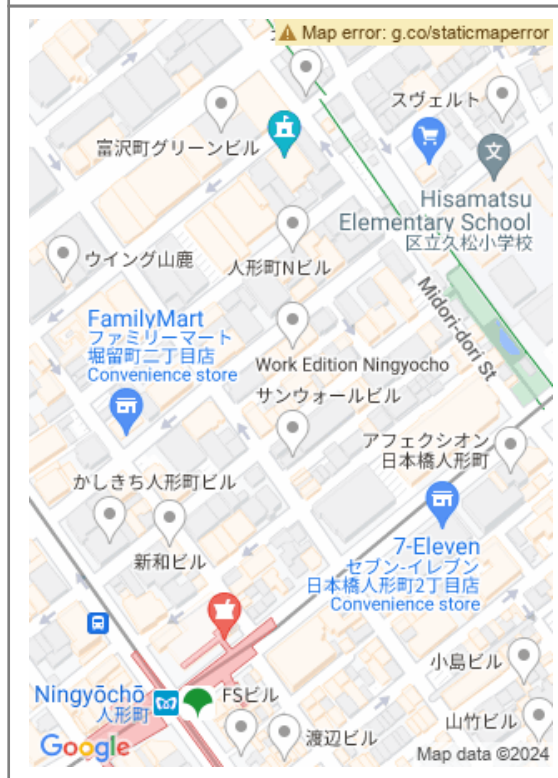 Map error: g.co/staticmaperror
スヴェルト
富沢町グリーンビル
文
Hisamatsu
Elementary School
区立久松小学校
ウイング山鹿
人形町Nビル
Midori-dori St
FamilyMart
ファミリーマート
堀留町二丁目店
Convenience store
Work Edition Ningyocho
サンウォールビル
アフェクシオン
日本橋人形町
かしきち人形町ビル
新和ビル
7-Eleven
セブン-イレブン
日本橋人形町2丁目店
Convenience store
小島ビル
Ningyōchō
人形町
FSビル
山竹ビル
渡辺ビル
Google
Map data ©2024